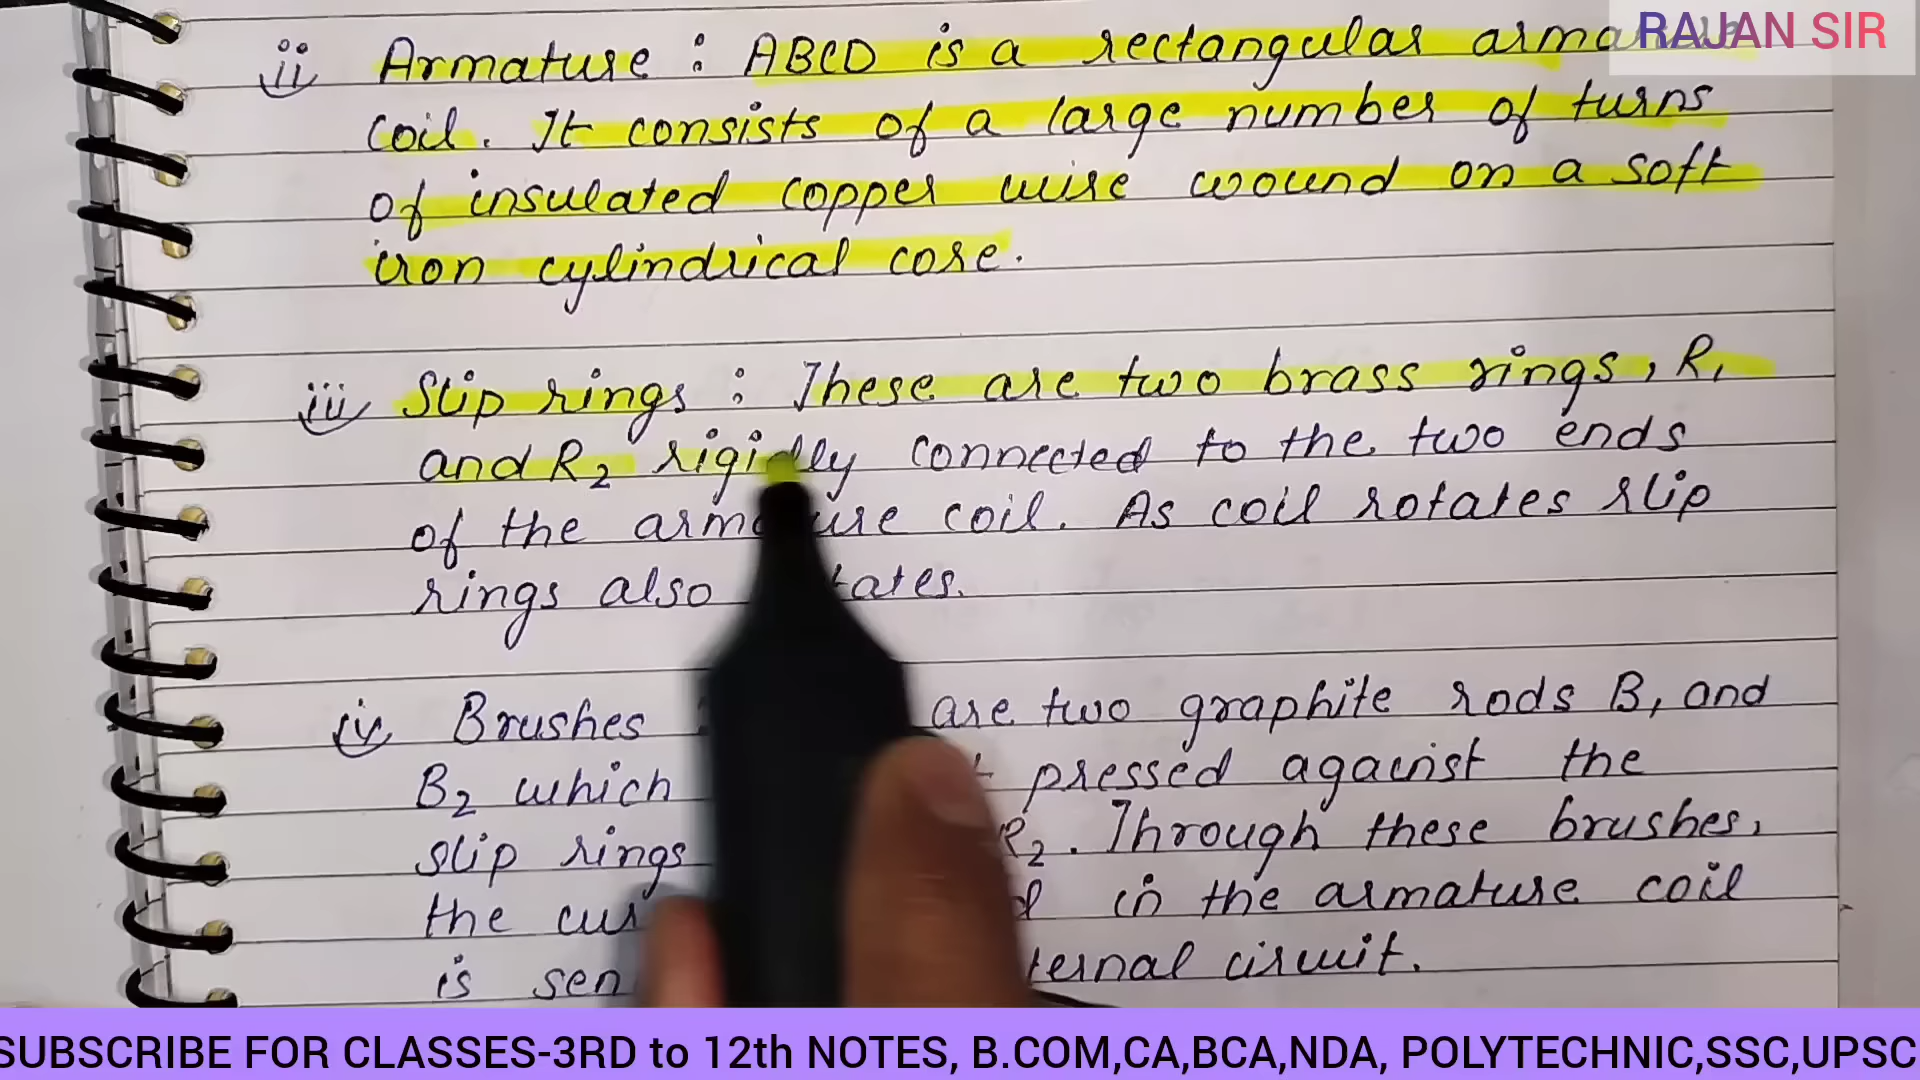 RAJAN SIR
ii Armature : ABCD is a rectangular
coil. It consists of a large number of turns
of insulated copper wire wound on a soft
iron cylindrical core.
iii Slip rings : These are two brass rings, R1
and R2 rigidly connected to the two ends
of the coil. As coil rotates slip
rings also
iv Brushes are two graphite rods B1 and
B2 which pressed against the
slip rings R2. Through these brushes,
the in the armature coil
is circuit.
SUBSCRIBE FOR CLASSES-3RD to 12th NOTES, B.COM,CA,BCA,NDA, POLYTECHNIC,SSC,UPSC